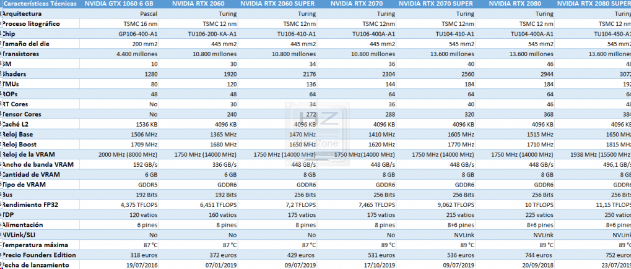 Características Técnicas NVIDIA GTX 1060 6 GB NVIDIA RTX 2060 NVIDIA RTX 2060 SUPER NVIDIA RTX 2070 NVIDIA RTX 2070 SUPER NVIDIA RTX 2080 NVIDIA RTX 2080 SUPER
Arquitectura Pascal Turing Turing Turing Turing Turing Turing
Proceso litográfico TSMC 16 nm TSMC 12 nm TSMC 12nm TSMC 12nm TSMC 12nm TSMC 12nm TSMC 12nm
Chip GP106-400-A1 TU106-200-KA-A1 TU106-410-A1 TU106-400A-A1 TU104-410-A1 TU104-400A-A1 TU104-450-A1
Tamaño del die 200 mm2 445 mm2 445 mm2 445 mm2 545 mm2 545 mm2 545 mm2
Transistores 4.400 millones 10.800 millones 10.800 millones 10.800 millones 13.600 millones 13.600 millones 13.600 millones
SM 10 30 34 36 40 46 48
Shaders 1280 1920 2176 2304 2560 2944 3072
TMUs 80 120 136 144 184 184 192
ROPs 48 48 64 64 64 64 64
RT Cores No 30 34 36 40 46 48
Tensor Cores No 240 272 288 320 368 384
Caché L2 1536 KB 4096 KB 4096 KB 4096 KB 4096 KB 4096 KB 4096 KB
Reloj Base 1506 MHz 1365 MHz 1470 MHz 1410 MHz 1605 MHz 1515 MHz 1650 MHz
Reloj Boost 1709 MHz 1660 MHz 1650 MHz 1620 MHz 1770 MHz 1710 MHz 1815 MHz
Reloj de la VRAM 2000 MHz (8000 MHz) 1750 MHz (14000 MHz) 1750 MHz (14000 MHz) 1750 MHz(14000 MHz) 1750 MHz (14000 MHz) 1750 MHz (14000 MHz) 1938 MHz (15500 MHz)
Ancho de banda VRAM 192 GB/s 336 GB/s 448 GB/s 448 GB/s 448 GB/s 448 GB/s 496,1 GB/s
Cantidad de VRAM 6 GB 6 GB 8 GB 8 GB 8 GB 8 GB 8 GB
Tipo de VRAM GDDR5 GDDR6 GDDR6 GDDR6 GDDR6 GDDR6 GDDR6
Bus 192 Bits 192 Bits 256 Bits 256 Bits 256 Bits 256 Bits 256 Bits
Rendimiento FP32 4,375 TFLOPS 6,451 TFLOPS 7,2 TFLOPS 7,465 TFLOPS 9,062 TFLOPS 10 TFLOPS 11,15 TFLOPS
TDP 120 vatios 160 vatios 175 vatios 175 vatios 215 vatios 225 vatios 250 vatios
Alimentación 6 pines 8 pines 8 pines 8 pines 8+6 pines 8+6 pines 8+6 pines
NVLink/SLI No No No No NVLink NVLink NVLink
Temperatura máxima 87 ºC 87 ºC 89 ºC 89 ºC 89 ºC 89 ºC 89 ºC
Precio Founders Edition 318 euros 372 euros 429 euros 531 euros 536 euros 744 euros 752 euros
Fecha de lanzamiento 19/07/2016 07/01/2019 09/07/2019 17/10/2019 09/07/2019 20/09/2018 23/07/2019